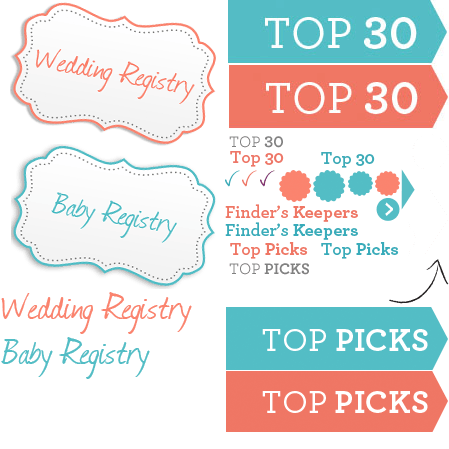 Wedding Registry
Baby Registry
Wedding Registry
Baby Registry
TOP 30
TOP 30
TOP 30
Top 30 Top 30
Finder's Keepers
Finder's Keepers
Top Picks Top Picks
TOP PICKS
TOP PICKS
TOP PICKS